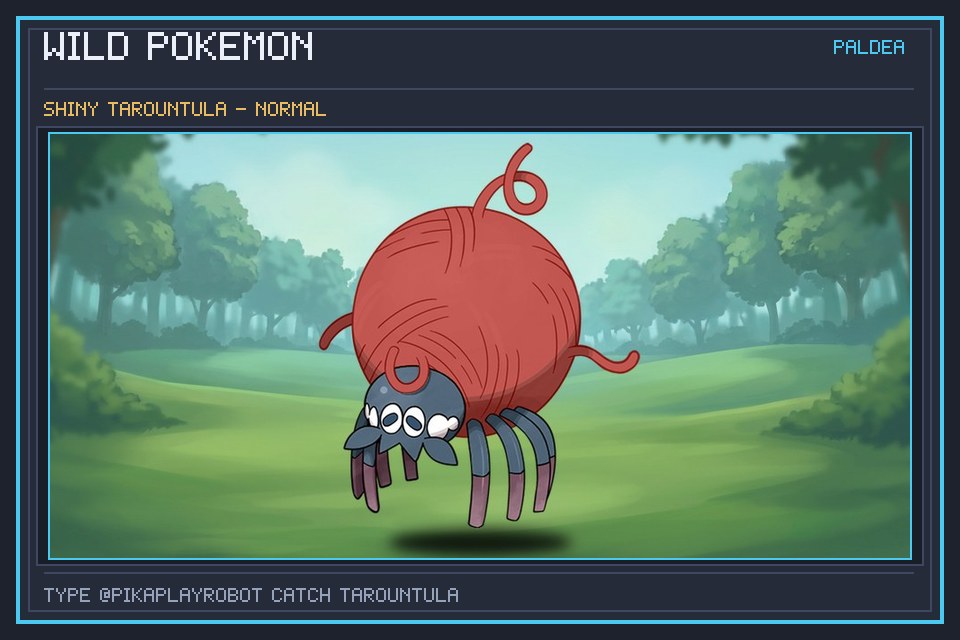 WILD POKEMON
PALDEA
SHINY TAROUNTULA – NORMAL
TYPE @PIKAPLAYROBOT CATCH TAROUNTULA